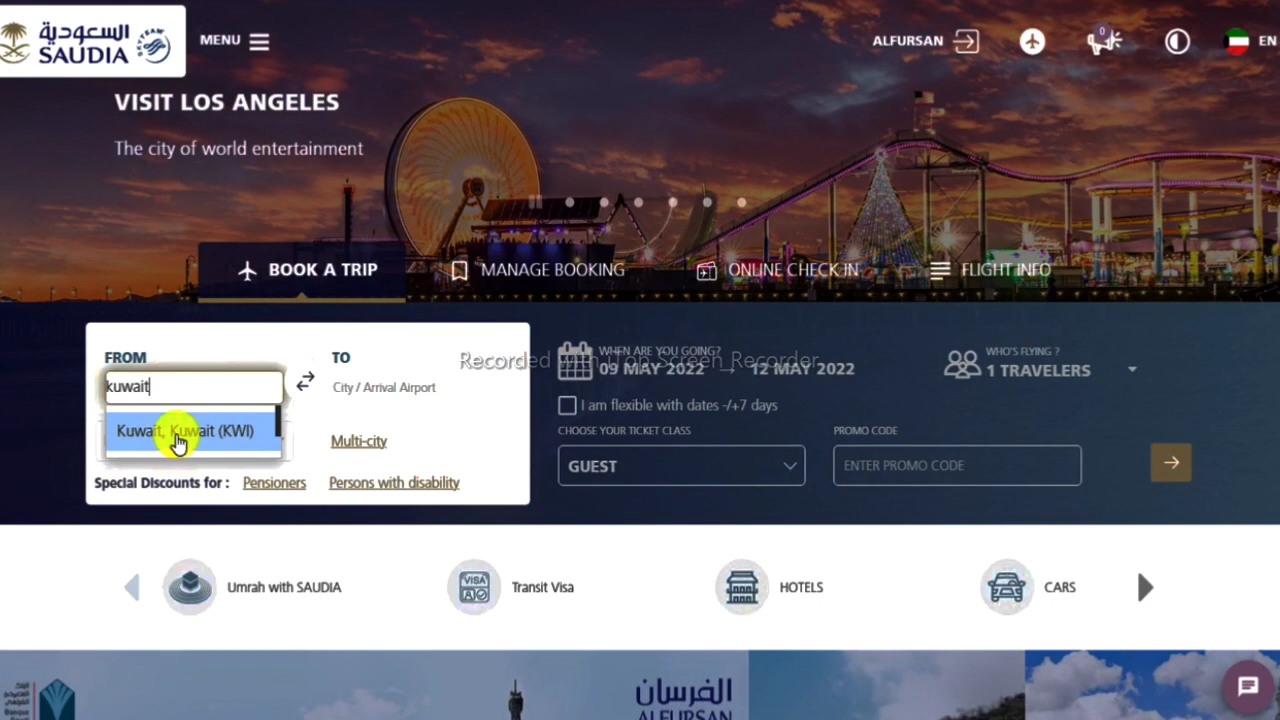 السعودية
SAUDIA
SKYTEAM
MENU
ALFURSAN
0
EN
VISIT LOS ANGELES
The city of world entertainment
BOOK A TRIP
MANAGE BOOKING
ONLINE CHECK IN
FLIGHT INFO
FROM
TO
kuwait
City / Arrival Airport
Kuwait, Kuwait (KWI)
Multi-city
Special Discounts for :
Pensioners
Persons with disability
Recorded with iTop Screen Recorder
WHEN ARE YOU GOING?
09 MAY 2022 → 12 MAY 2022
WHO'S FLYING ?
1 TRAVELERS
I am flexible with dates -/+7 days
CHOOSE YOUR TICKET CLASS
PROMO CODE
GUEST
ENTER PROMO CODE
Umrah with SAUDIA
VISA
Transit Visa
HOTELS
CARS
الفرسان
ALFURSAN